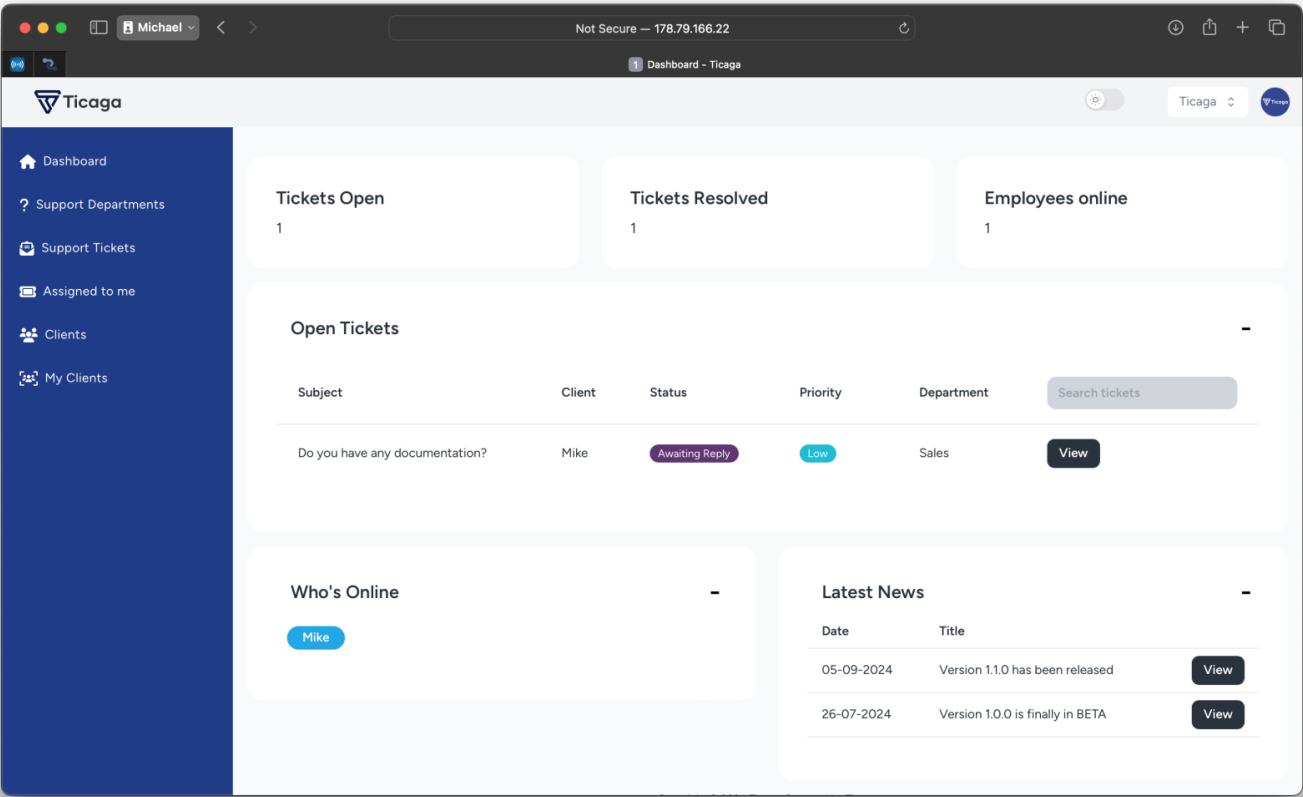 Michael
Not Secure — 178.79.166.22
1 Dashboard - Ticaga
Ticaga
Ticaga
Ticaga
Dashboard
Support Departments
Support Tickets
Assigned to me
Clients
My Clients
Tickets Open
1
Tickets Resolved
1
Employees online
1
Open Tickets
Subject Client Status Priority Department Search tickets
Do you have any documentation? Mike Awaiting Reply Low Sales View
Who's Online
Mike
Latest News
Date Title
05-09-2024 Version 1.1.0 has been released View
26-07-2024 Version 1.0.0 is finally in BETA View